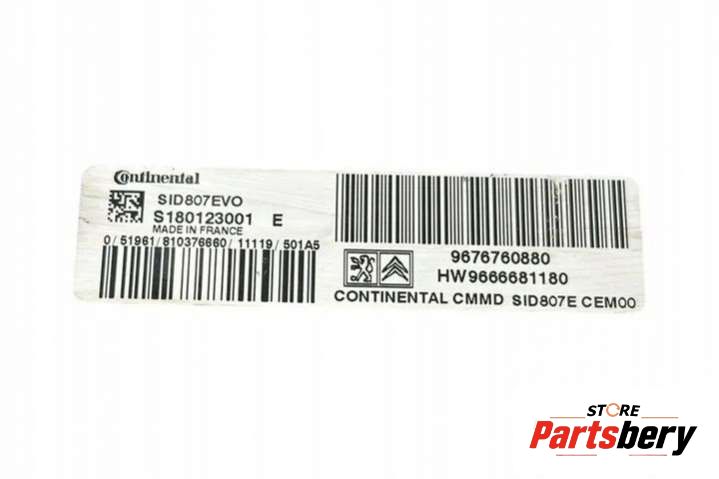 Continental
SID807EVO
S180123001 E
MADE IN FRANCE
0/51961/810376660/11119/501A5
9676760880
HW9666681180
CONTINENTAL CMMD SID807E CEM00
STORE
Partsbery